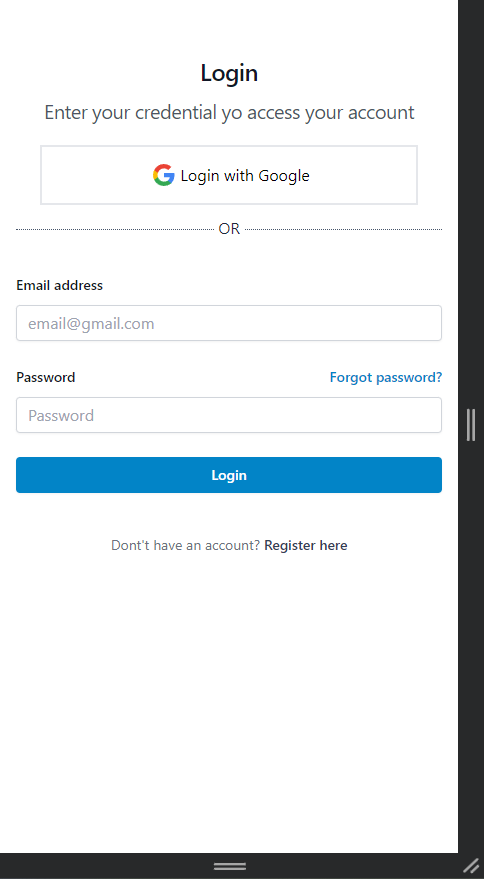 Login
Enter your credential yo access your account
Login with Google
OR
Email address
email@gmail.com
Password Forgot password?
Password
Login
Dont't have an account? Register here